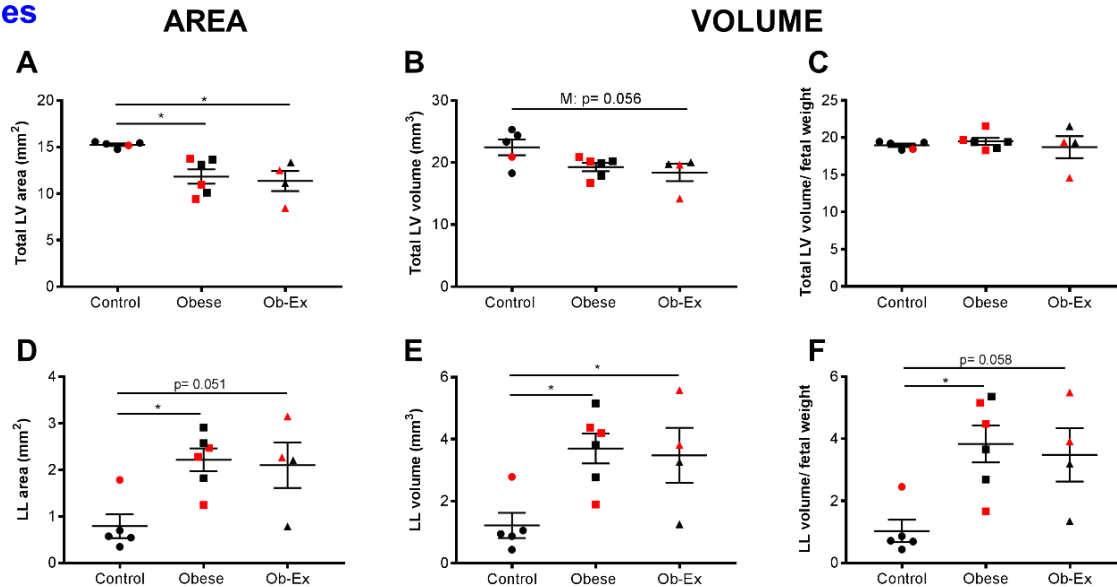 es
AREA
VOLUME
A
Total LV area (mm²)
20
15
10
5
0
*
*
Control
Obese
Ob-Ex
B
Total LV volume (mm³)
30
20
10
0
M: p= 0.056
Control
Obese
Ob-Ex
C
Total LV volume/ fetal weight
25
20
15
10
5
0
Control
Obese
Ob-Ex
D
LL area (mm²)
4
3
2
1
0
p= 0.051
*
Control
Obese
Ob-Ex
E
LL volume (mm³)
6
4
2
0
*
*
Control
Obese
Ob-Ex
F
LL volume/ fetal weight
6
4
2
0
p= 0.058
*
Control
Obese
Ob-Ex